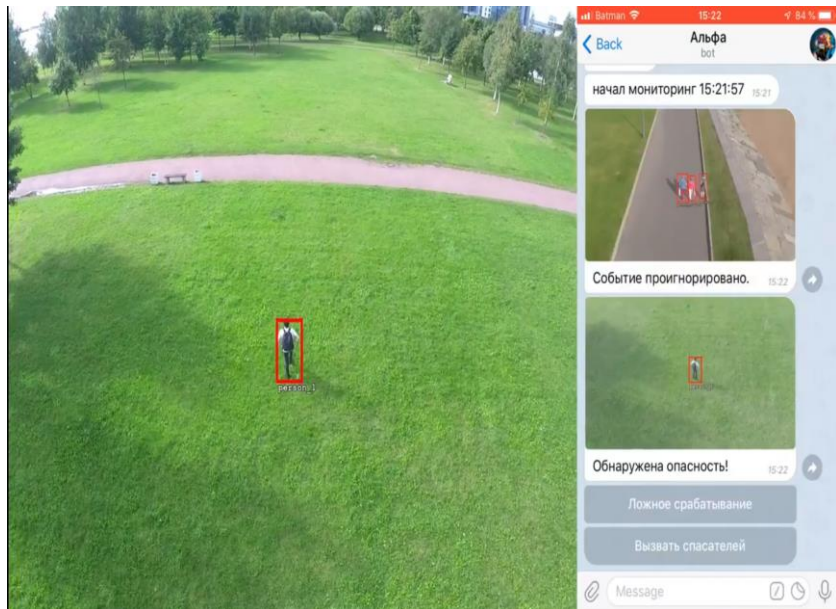 person_1
Batman
15:22
84 %
Back
Альфа
bot
начал мониторинг 15:21:57
15:21
Событие проигнорировано.
15:22
Обнаружена опасность!
15:22
Ложное срабатывание
Вызвать спасателей
Message